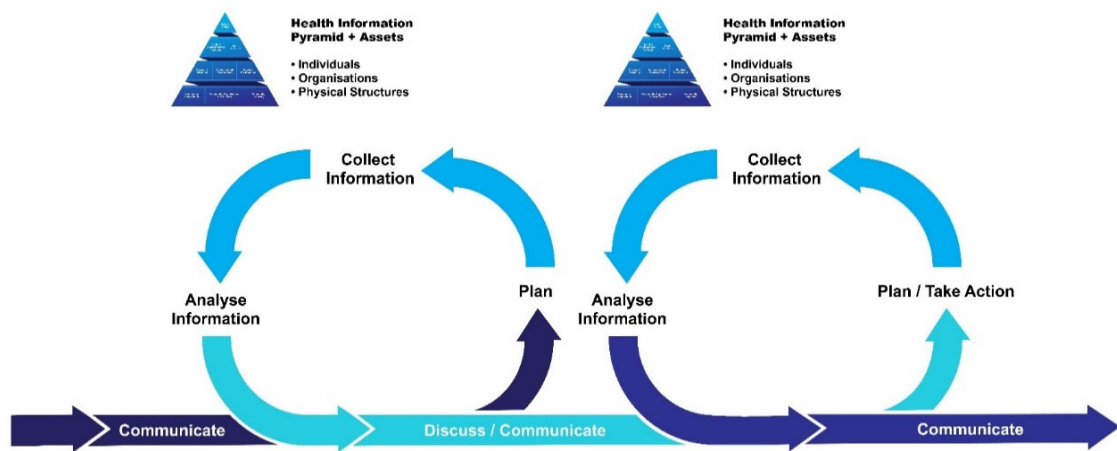 Health Information
Pyramid + Assets
• Individuals
• Organisations
• Physical Structures
Health Information
Pyramid + Assets
• Individuals
• Organisations
• Physical Structures
Collect
Information
Collect
Information
Analyse
Information
Plan
Analyse
Information
Plan / Take Action
Communicate
Discuss / Communicate
Communicate